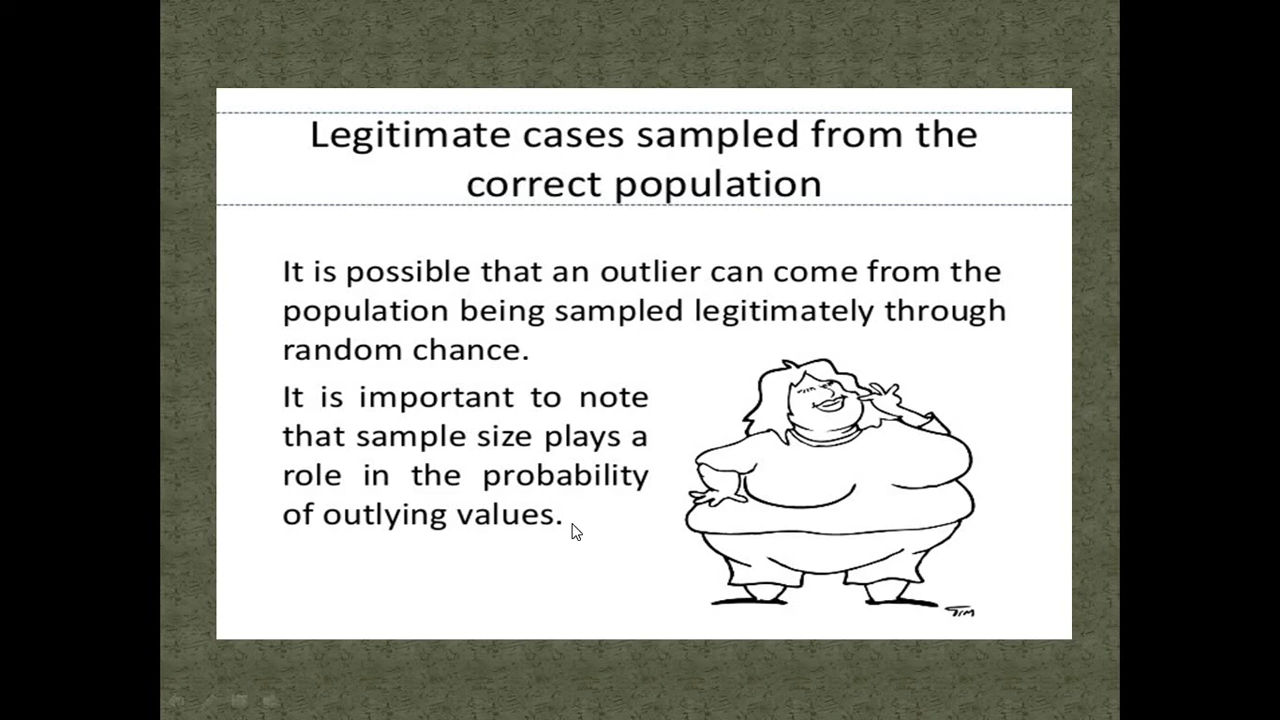 Legitimate cases sampled from the
correct population
It is possible that an outlier can come from the
population being sampled legitimately through
random chance.
It is important to note
that sample size plays a
role in the probability
of outlying values.
TIM